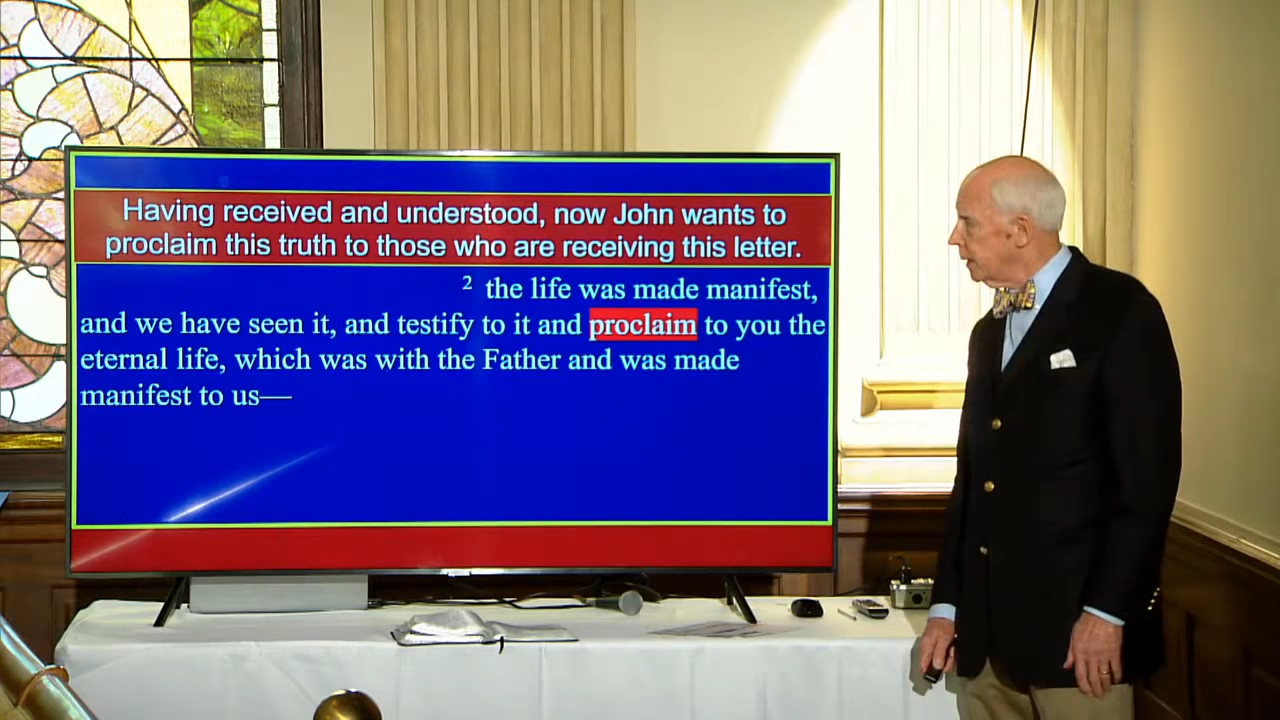 Having received and understood, now John wants to
proclaim this truth to those who are receiving this letter.
2 the life was made manifest,
and we have seen it, and testify to it and proclaim to you the
eternal life, which was with the Father and was made
manifest to us—